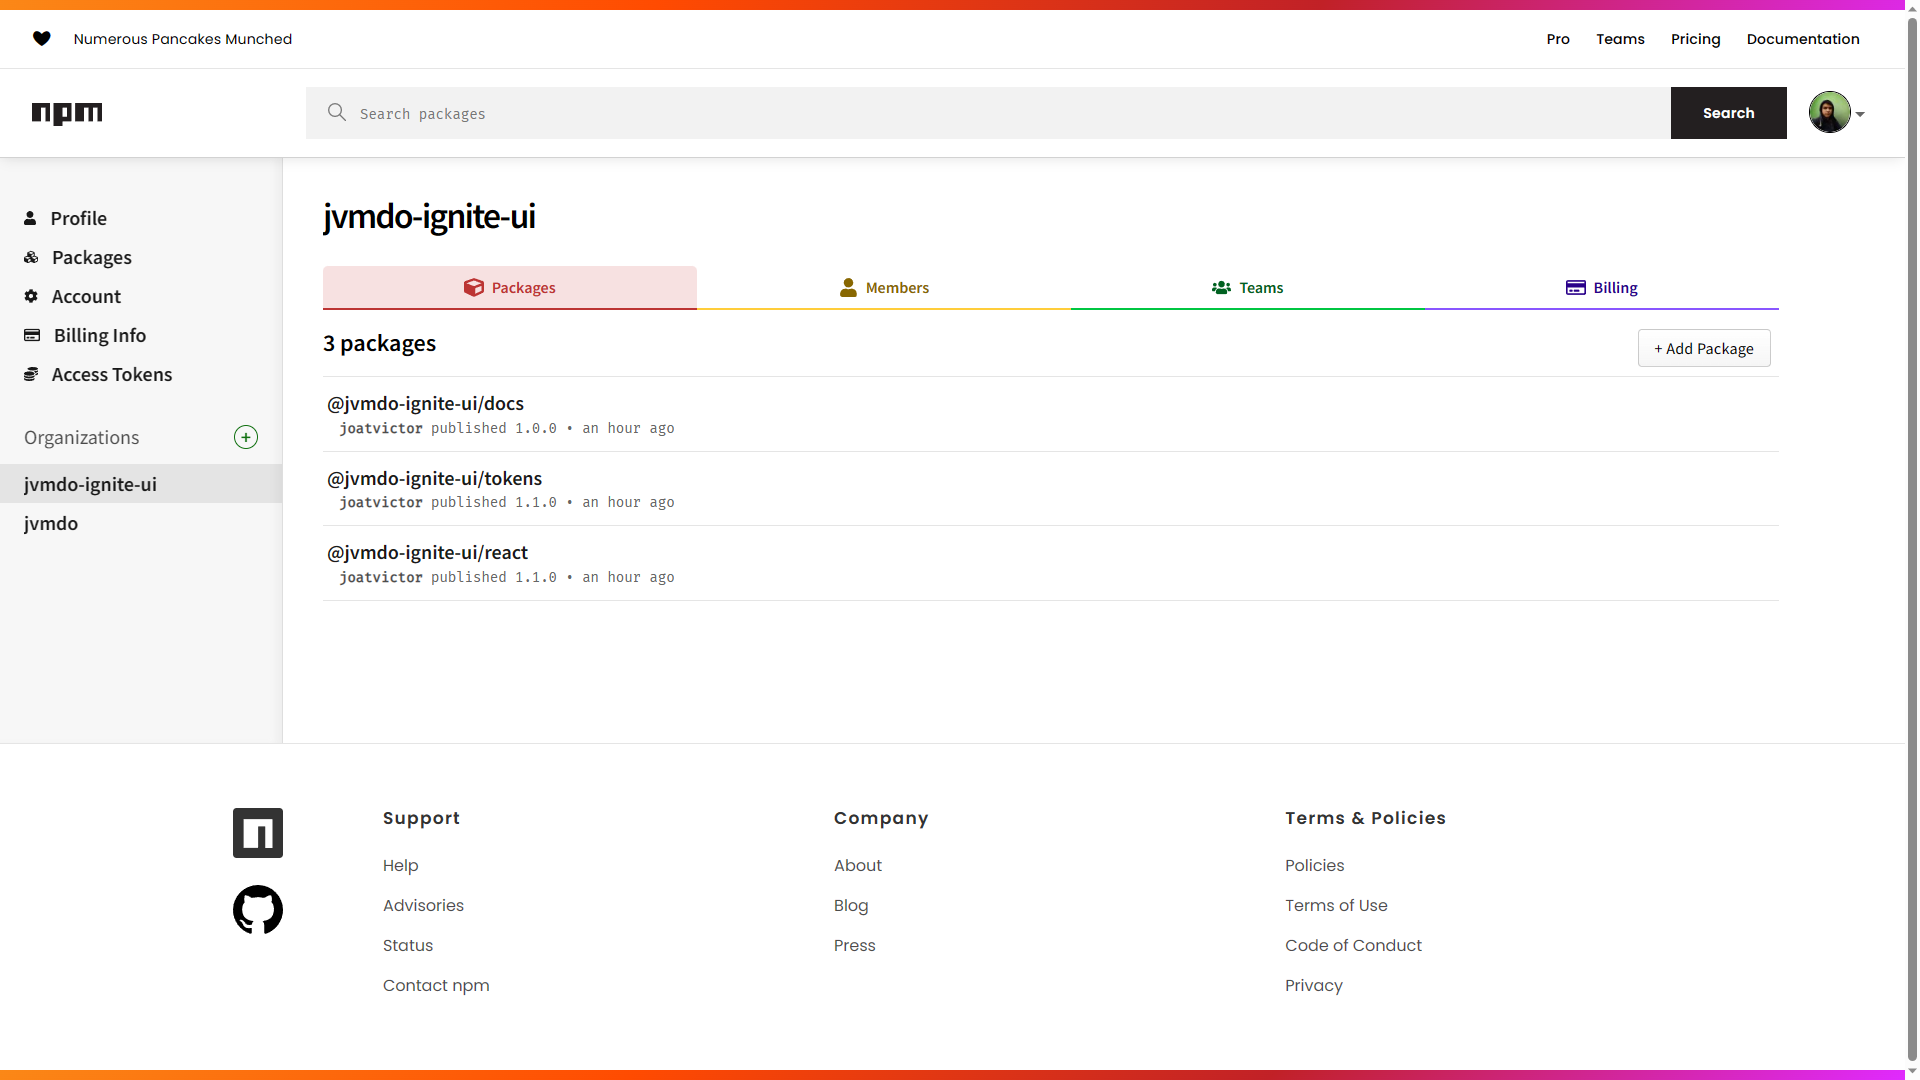 Numerous Pancakes Munched
Pro
Teams
Pricing
Documentation
npm
Search packages
Search
Profile
Packages
Account
Billing Info
Access Tokens
Organizations
jvmdo-ignite-ui
jvmdo
jvmdo-ignite-ui
Packages
Members
Teams
Billing
3 packages
+ Add Package
@jvmdo-ignite-ui/docs
joatvictor published 1.0.0 • an hour ago
@jvmdo-ignite-ui/tokens
joatvictor published 1.1.0 • an hour ago
@jvmdo-ignite-ui/react
joatvictor published 1.1.0 • an hour ago
Support
Help
Advisories
Status
Contact npm
Company
About
Blog
Press
Terms & Policies
Policies
Terms of Use
Code of Conduct
Privacy